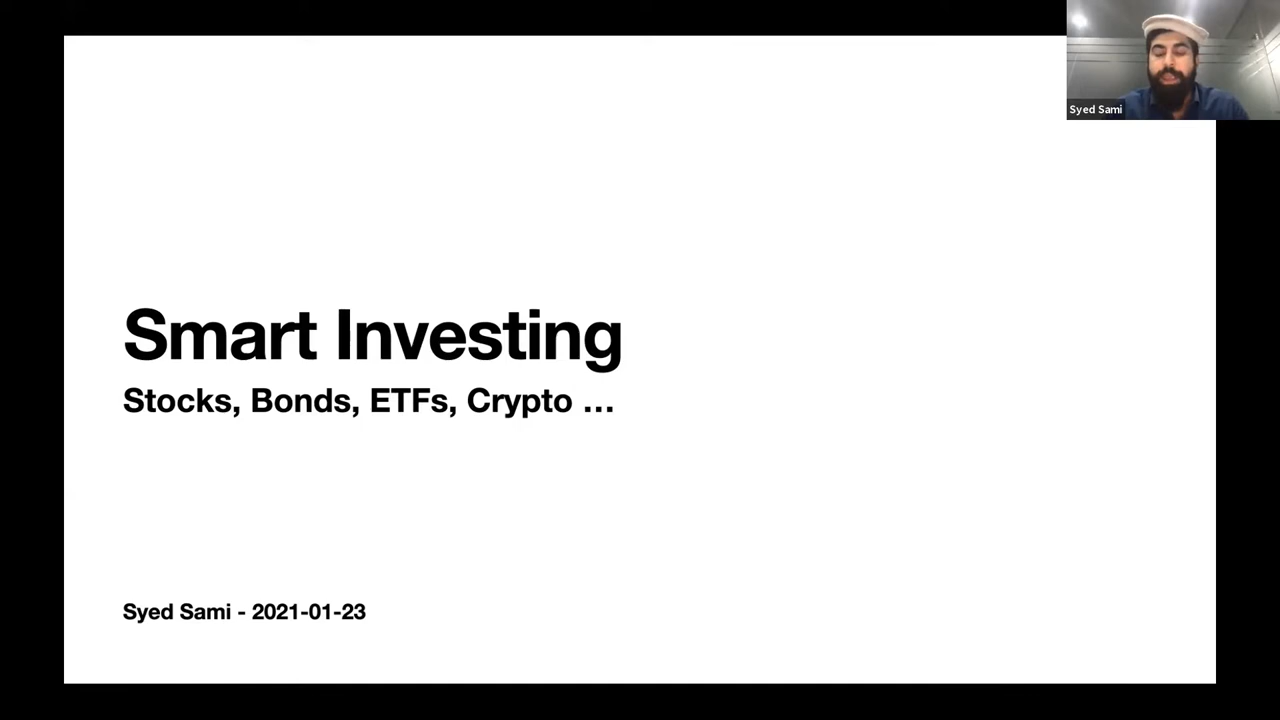 Syed Sami
Smart Investing
Stocks, Bonds, ETFs, Crypto …
Syed Sami - 2021-01-23